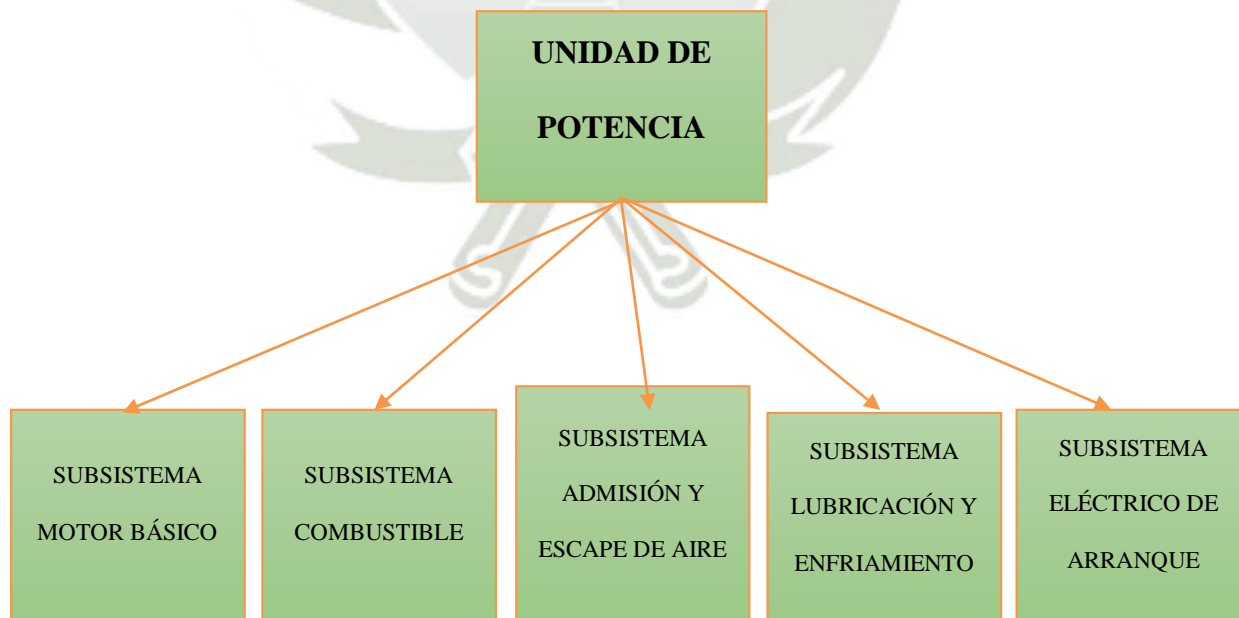 UNIDAD DE
POTENCIA
SUBSISTEMA
MOTOR BÁSICO
SUBSISTEMA
COMBUSTIBLE
SUBSISTEMA
ADMISIÓN Y
ESCAPE DE AIRE
SUBSISTEMA
LUBRICACIÓN Y
ENFRIAMIENTO
SUBSISTEMA
ELÉCTRICO DE
ARRANQUE